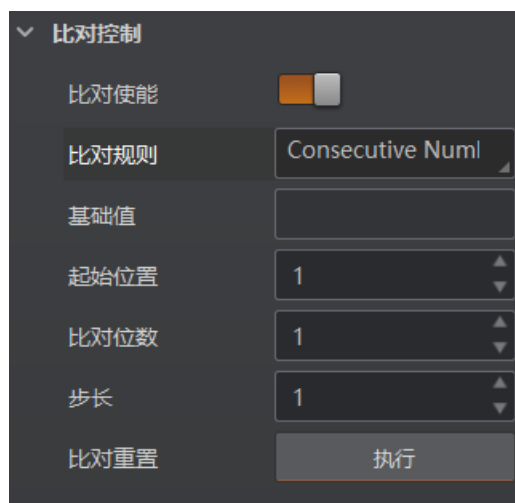 比对控制
比对使能
比对规则 Consecutive Numl
基础值
起始位置 1
比对位数 1
步长 1
比对重置 执行